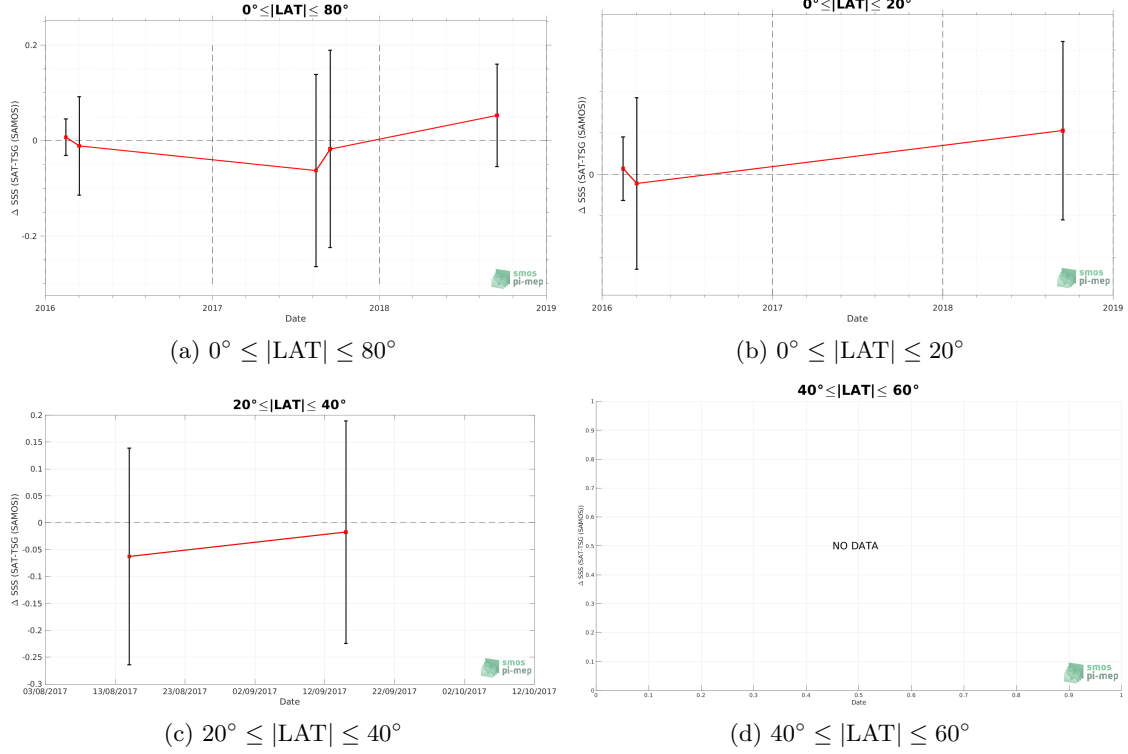 0°≤|LAT|≤ 80°
0.2
0
-0.2
Δ SSS (SAT-TSG (SAMOS))
2016
2017
2018
2019
Date
smos
pi-mep
(a) 0° ≤ |LAT| ≤ 80°
0°≤|LAT|≤ 20°
0
Δ SSS (SAT-TSG (SAMOS))
2016
2017
2018
2019
Date
smos
pi-mep
(b) 0° ≤ |LAT| ≤ 20°
20°≤|LAT|≤ 40°
0.2
0.15
0.1
0.05
0
-0.05
-0.1
-0.15
-0.2
-0.25
-0.3
Δ SSS (SAT-TSG (SAMOS))
03/08/2017
13/08/2017
23/08/2017
02/09/2017
12/09/2017
22/09/2017
02/10/2017
12/10/2017
Date
smos
pi-mep
(c) 20° ≤ |LAT| ≤ 40°
40°≤|LAT|≤ 60°
1
0.9
0.8
0.7
0.6
0.5
0.4
0.3
0.2
0.1
0
Δ SSS (SAT-TSG (SAMOS))
NO DATA
0
0.1
0.2
0.3
0.4
0.5
0.6
0.7
0.8
0.9
1
Date
smos
pi-mep
(d) 40° ≤ |LAT| ≤ 60°